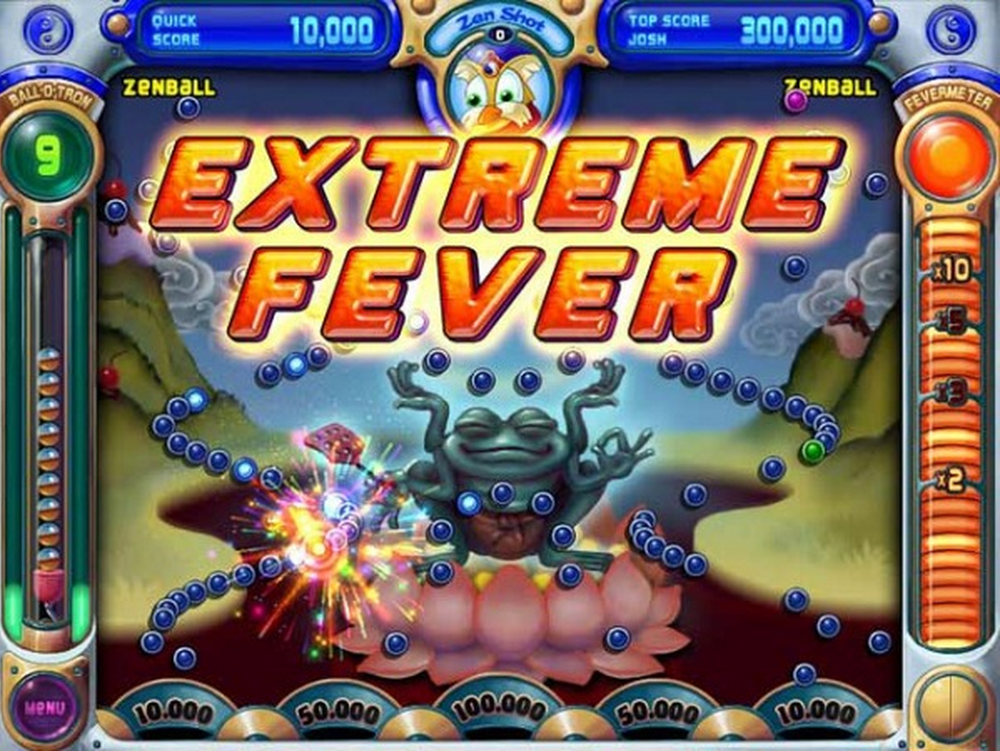 QUICK SCORE 10,000
Zen Shot
0
TOP SCORE JOSH 300,000
BALL-O-TRON
9
ZENBALL
ZENBALL
FEVERMETER
EXTREME
FEVER
x10
x5
x3
x2
MENU
10.000
50.000
100.000
50.000
10.000